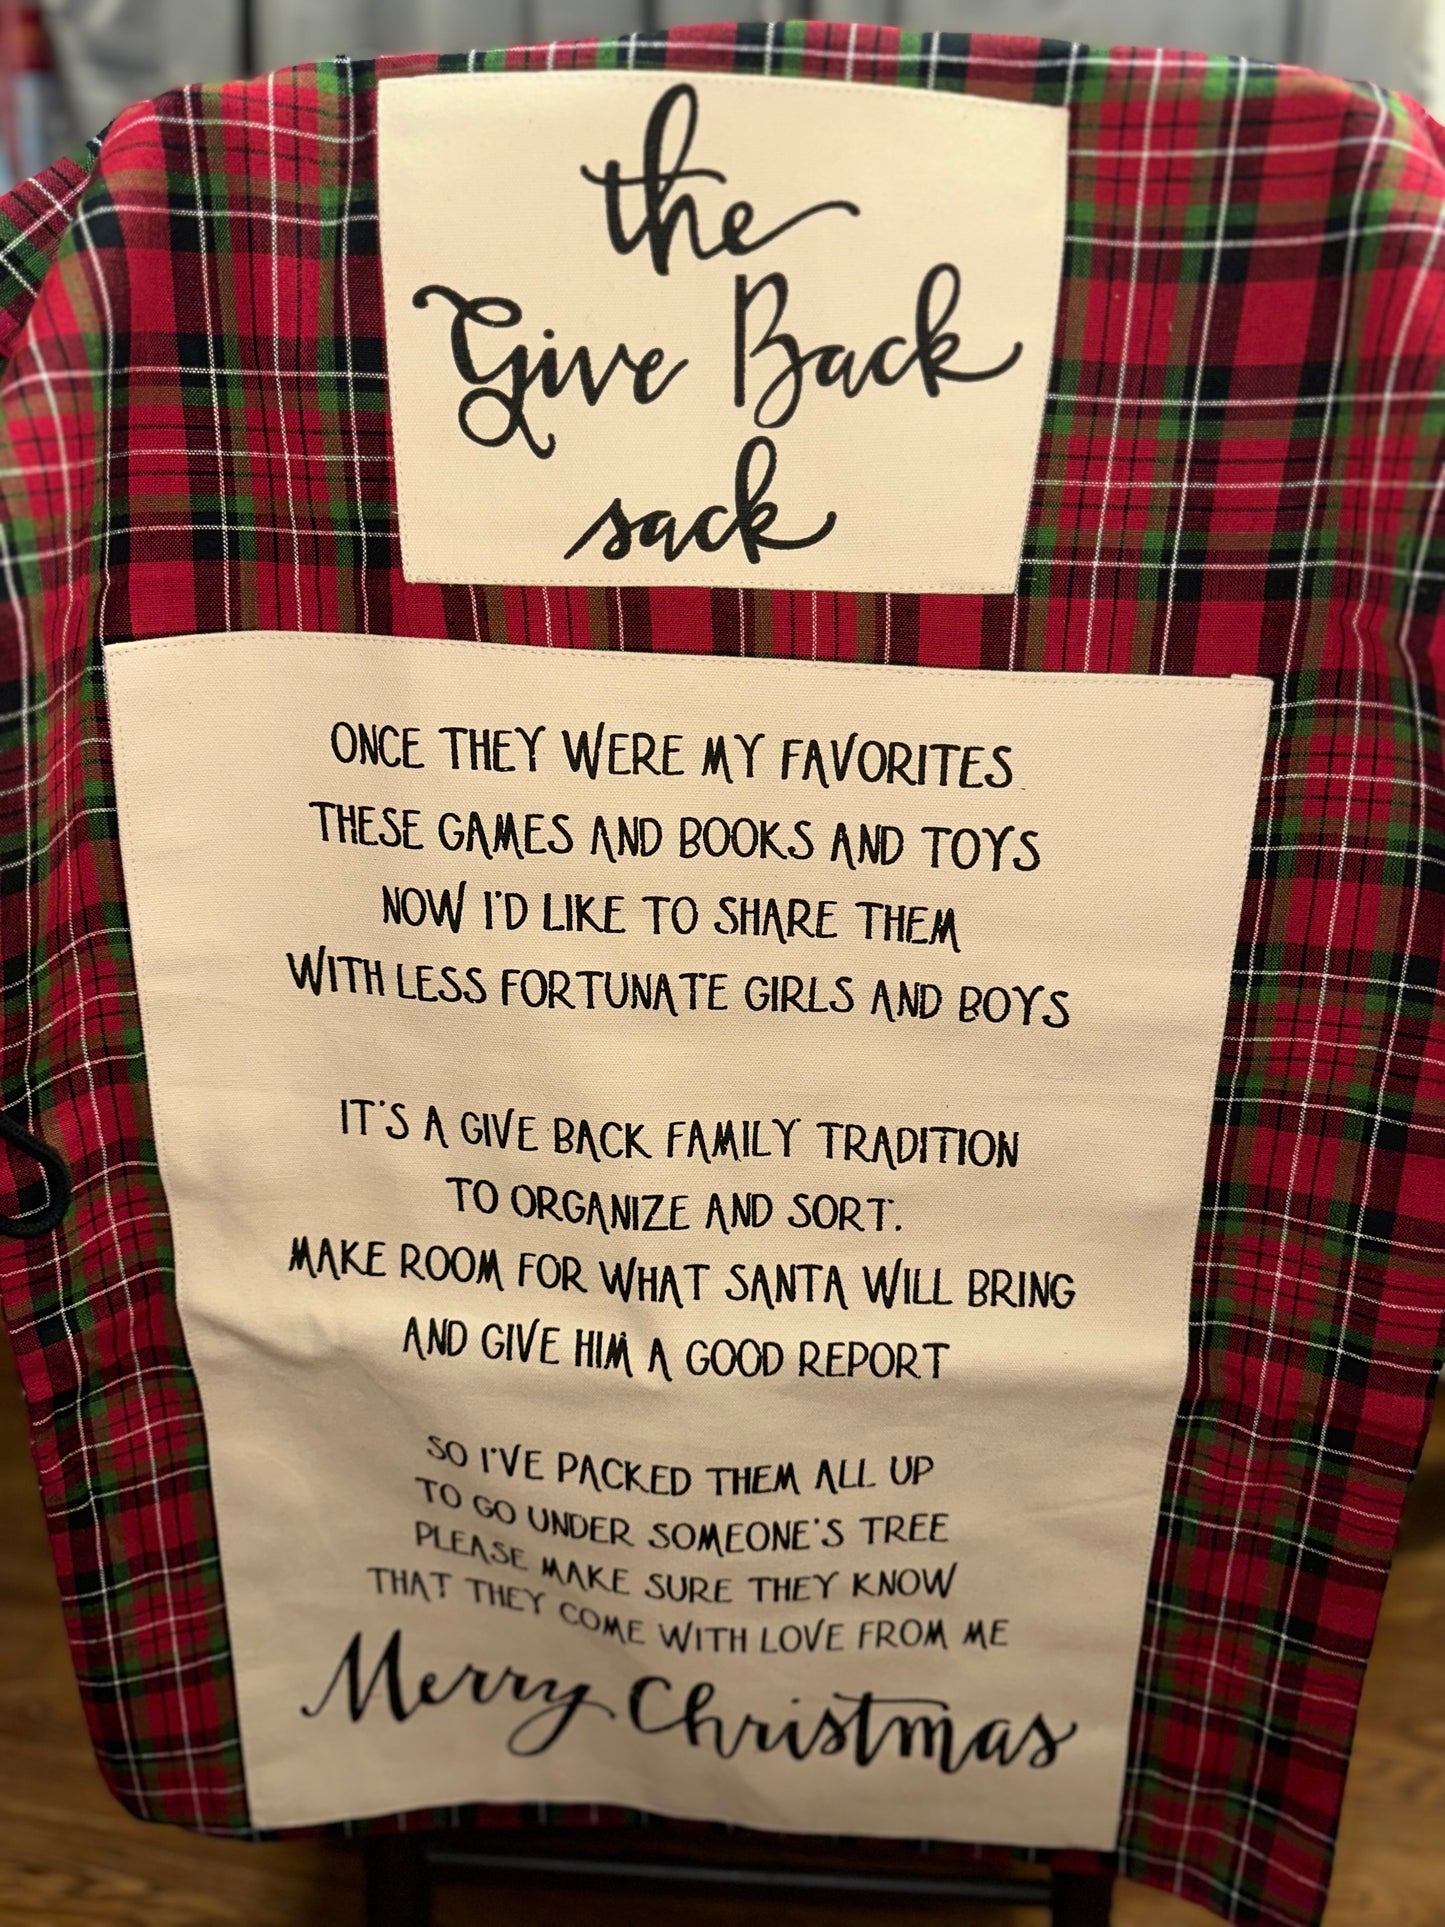 the
Give Back
sack
ONCE THEY WERE MY FAVORITES
THESE GAMES AND BOOKS AND TOYS
NOW I'D LIKE TO SHARE THEM
WITH LESS FORTUNATE GIRLS AND BOYS
IT'S A GIVE BACK FAMILY TRADITION
TO ORGANIZE AND SORT.
MAKE ROOM FOR WHAT SANTA WILL BRING
AND GIVE HIM A GOOD REPORT
SO I'VE PACKED THEM ALL UP
TO GO UNDER SOMEONE'S TREE
PLEASE MAKE SURE THEY KNOW
THAT THEY COME WITH LOVE FROM ME
Merry Christmas